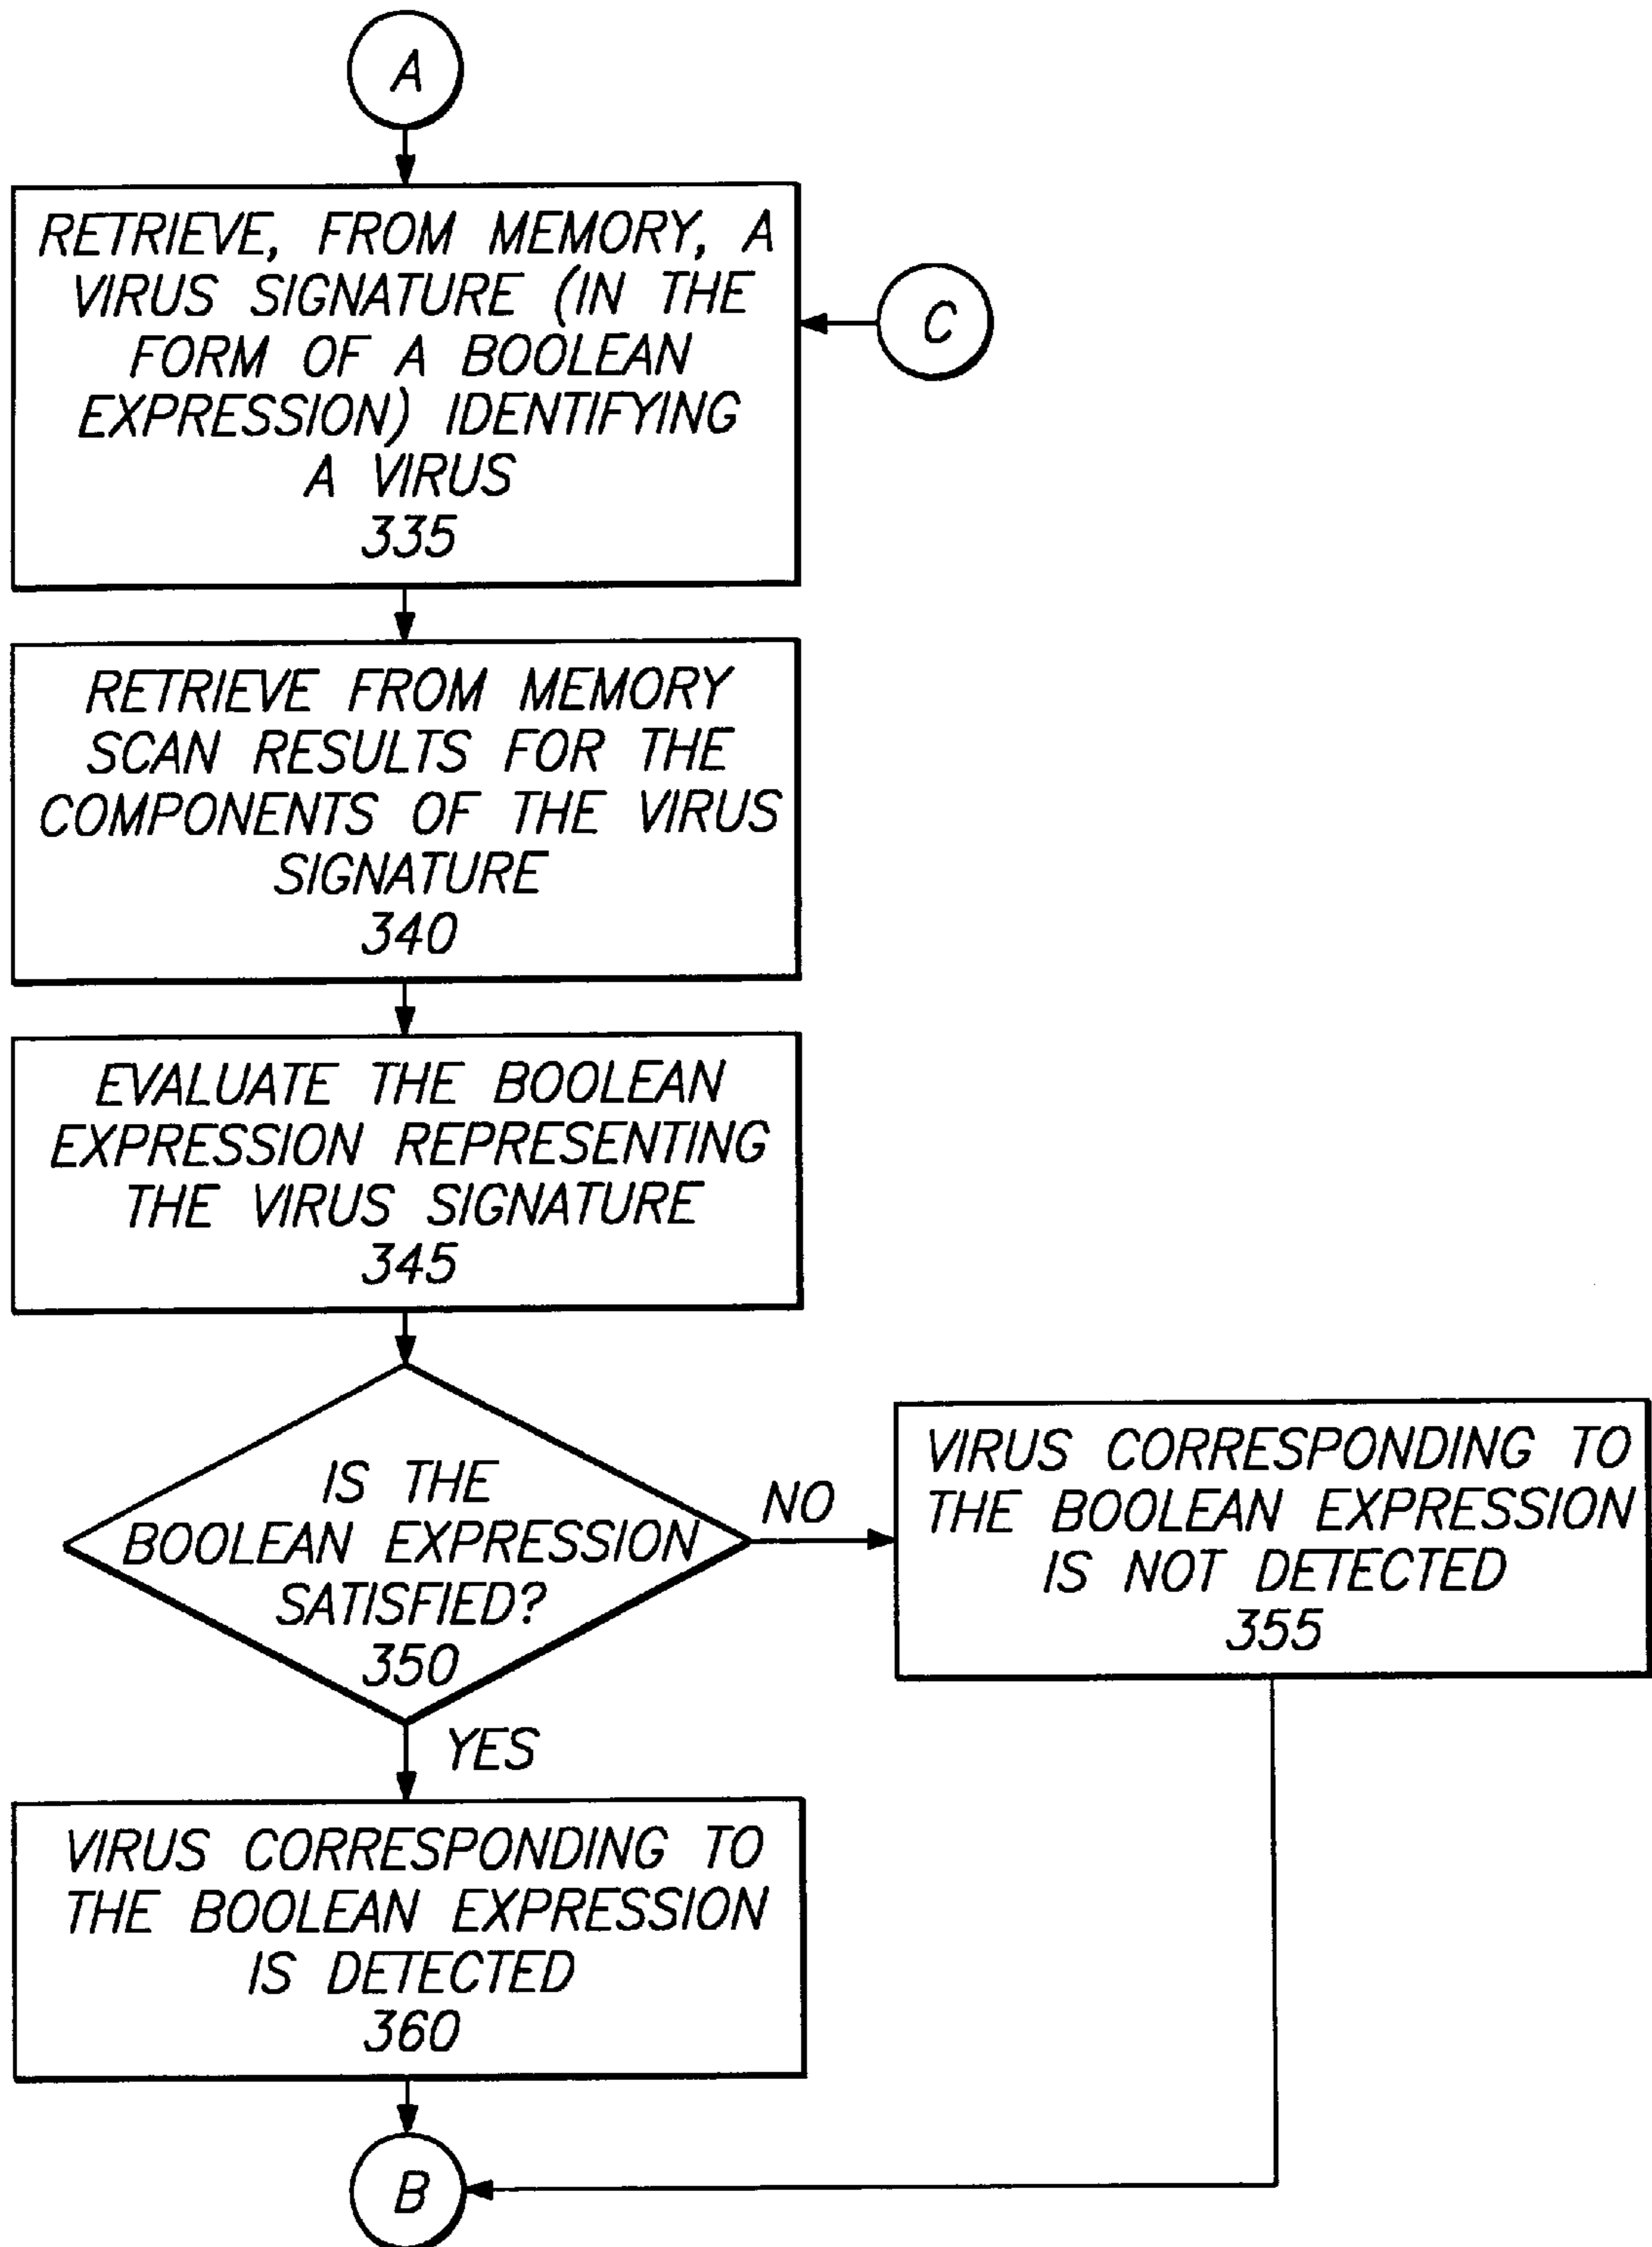 A
RETRIEVE, FROM MEMORY, A
VIRUS SIGNATURE (IN THE
FORM OF A BOOLEAN
EXPRESSION) IDENTIFYING
A VIRUS
335
C
RETRIEVE FROM MEMORY
SCAN RESULTS FOR THE
COMPONENTS OF THE VIRUS
SIGNATURE
340
EVALUATE THE BOOLEAN
EXPRESSION REPRESENTING
THE VIRUS SIGNATURE
345
IS THE
BOOLEAN EXPRESSION
SATISFIED?
350
NO
VIRUS CORRESPONDING TO
THE BOOLEAN EXPRESSION
IS NOT DETECTED
355
YES
VIRUS CORRESPONDING TO
THE BOOLEAN EXPRESSION
IS DETECTED
360
B